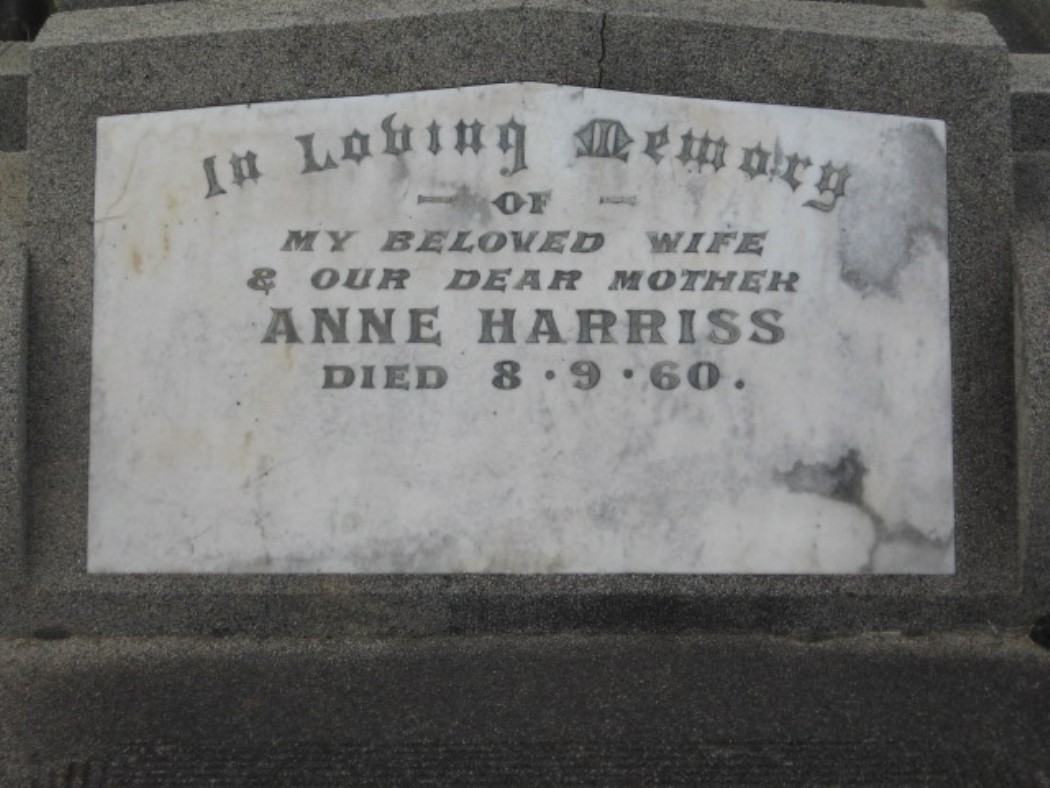 In Loving Memory
— OF —
MY BELOVED WIFE
& OUR DEAR MOTHER
ANNE HARRISS
DIED 8·9·60.